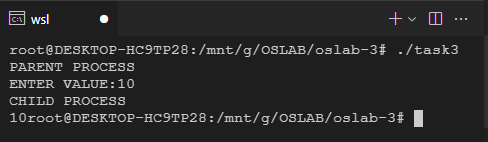 wsl
root@DESKTOP-HC9TP28:/mnt/g/OSLAB/oslab-3# ./task3
PARENT PROCESS
ENTER VALUE:10
CHILD PROCESS
10root@DESKTOP-HC9TP28:/mnt/g/OSLAB/oslab-3#